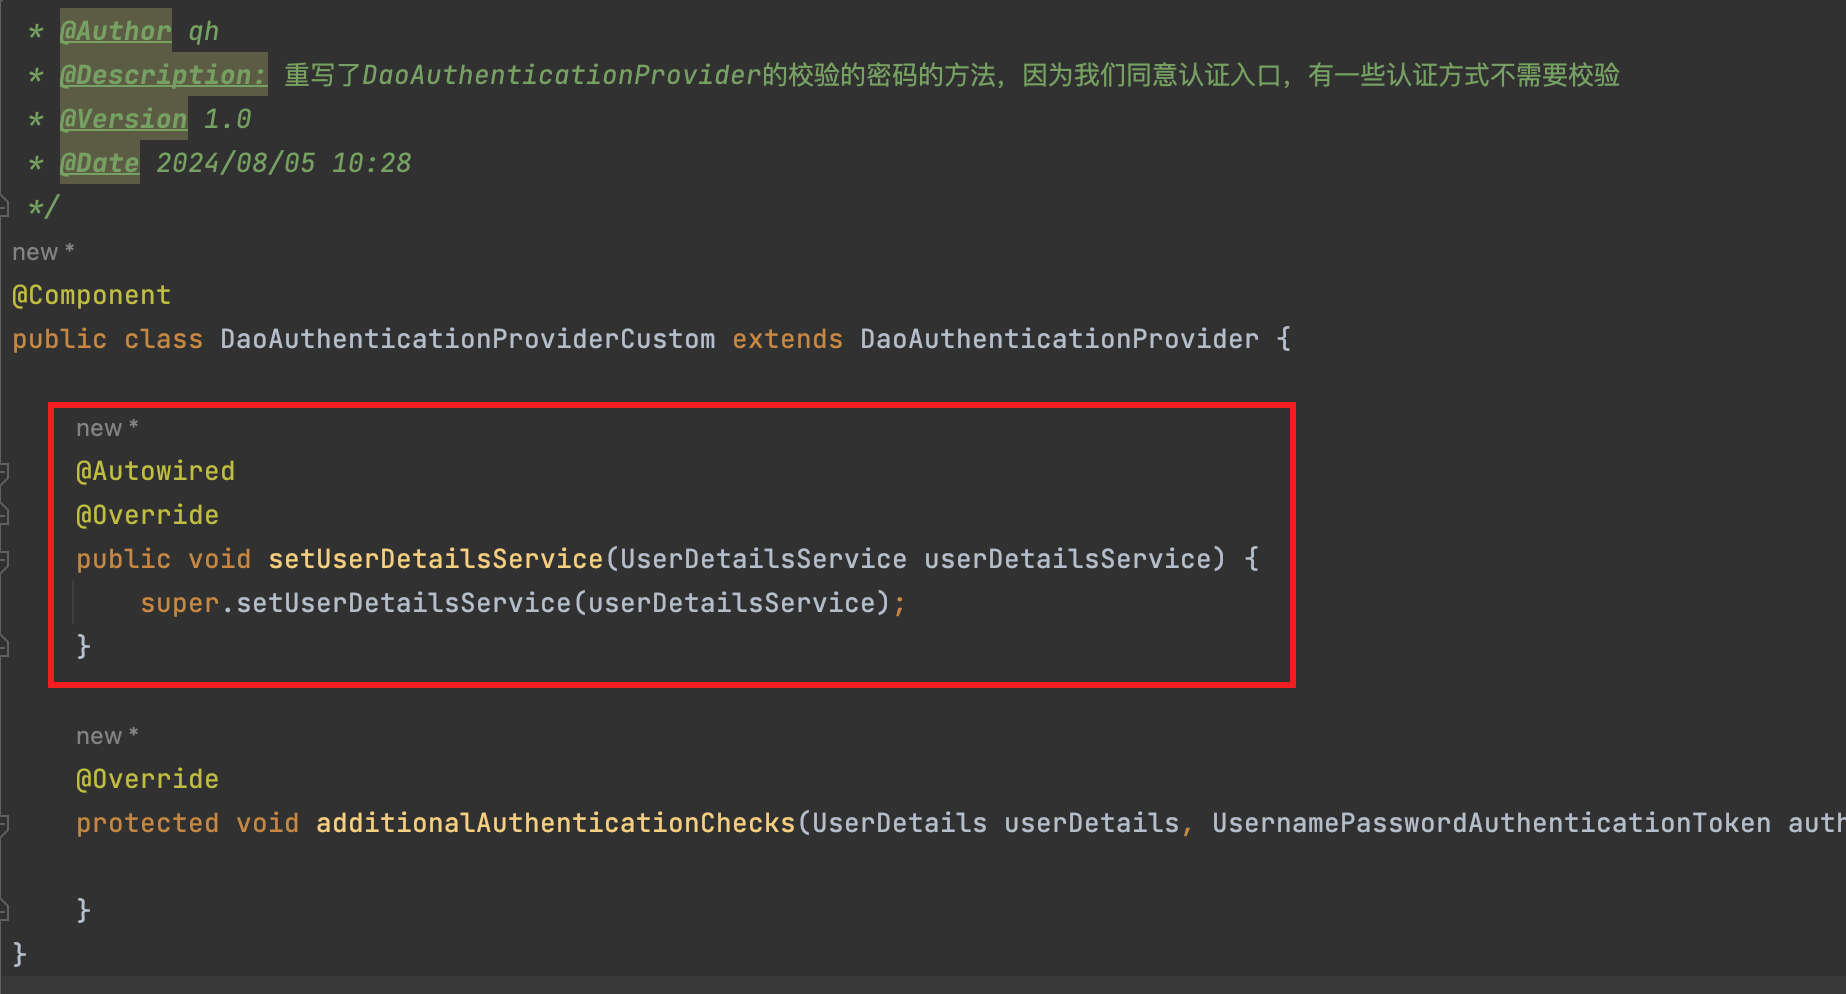 * @Author qh
* @Description: 重写了DaoAuthenticationProvider的校验的密码的方法，因为我们同意认证入口，有一些认证方式不需要校验
* @Version 1.0
* @Date 2024/08/05 10:28
*/
new *
@Component
public class DaoAuthenticationProviderCustom extends DaoAuthenticationProvider {
new *
@Autowired
@Override
public void setUserDetailsService(UserDetailsService userDetailsService) {
super.setUserDetailsService(userDetailsService);
}
new *
@Override
protected void additionalAuthenticationChecks(UserDetails userDetails, UsernamePasswordAuthenticationToken auth
}
}